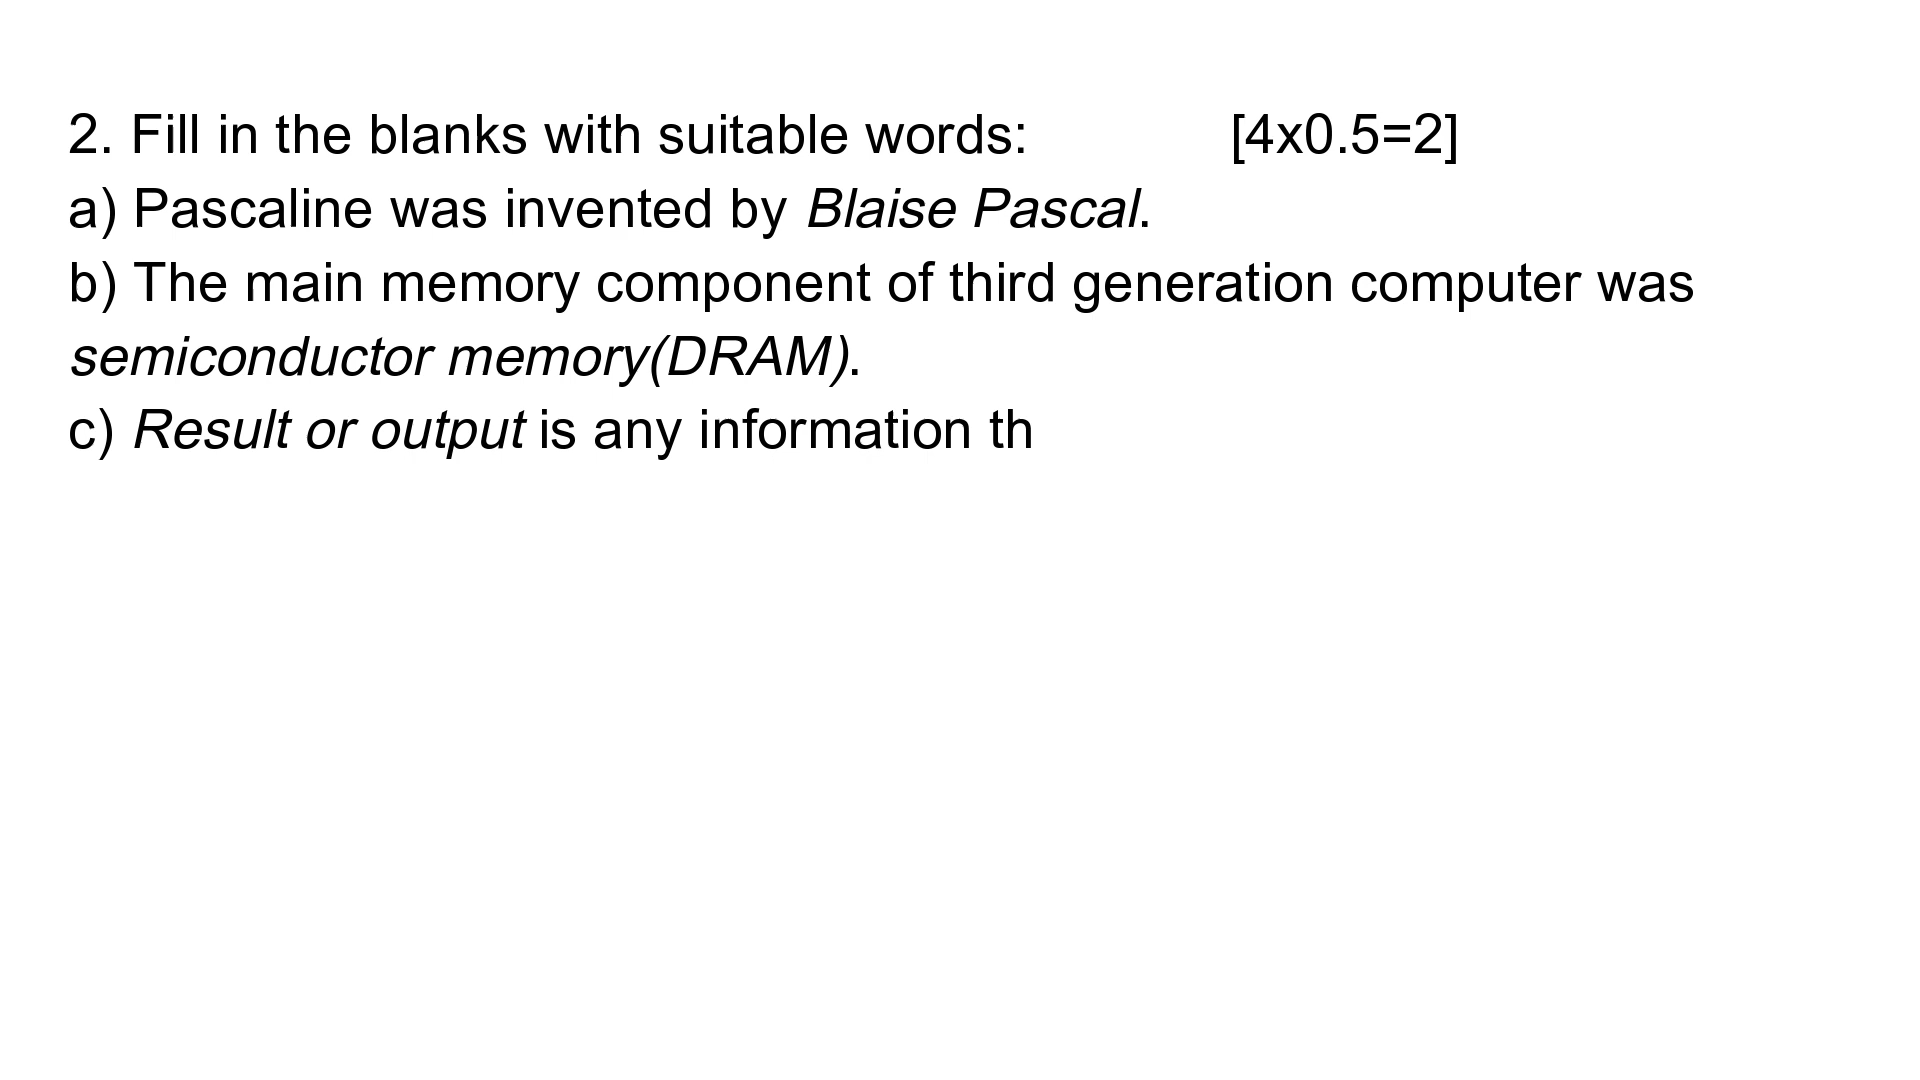 2. Fill in the blanks with suitable words: [4x0.5=2]
a) Pascaline was invented by Blaise Pascal.
b) The main memory component of third generation computer was
semiconductor memory(DRAM).
c) Result or output is any information th